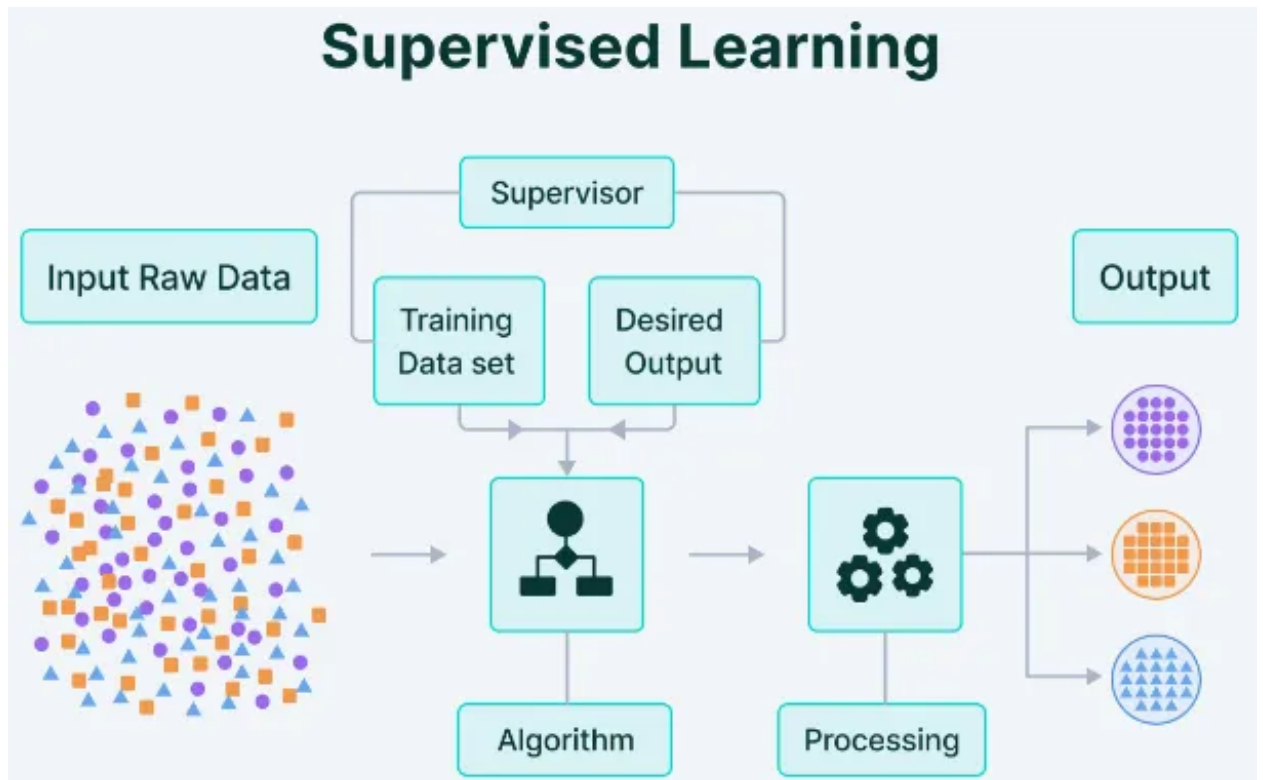 Supervised Learning
Supervisor
Input Raw Data
Training
Data set
Desired
Output
Output
Algorithm
Processing